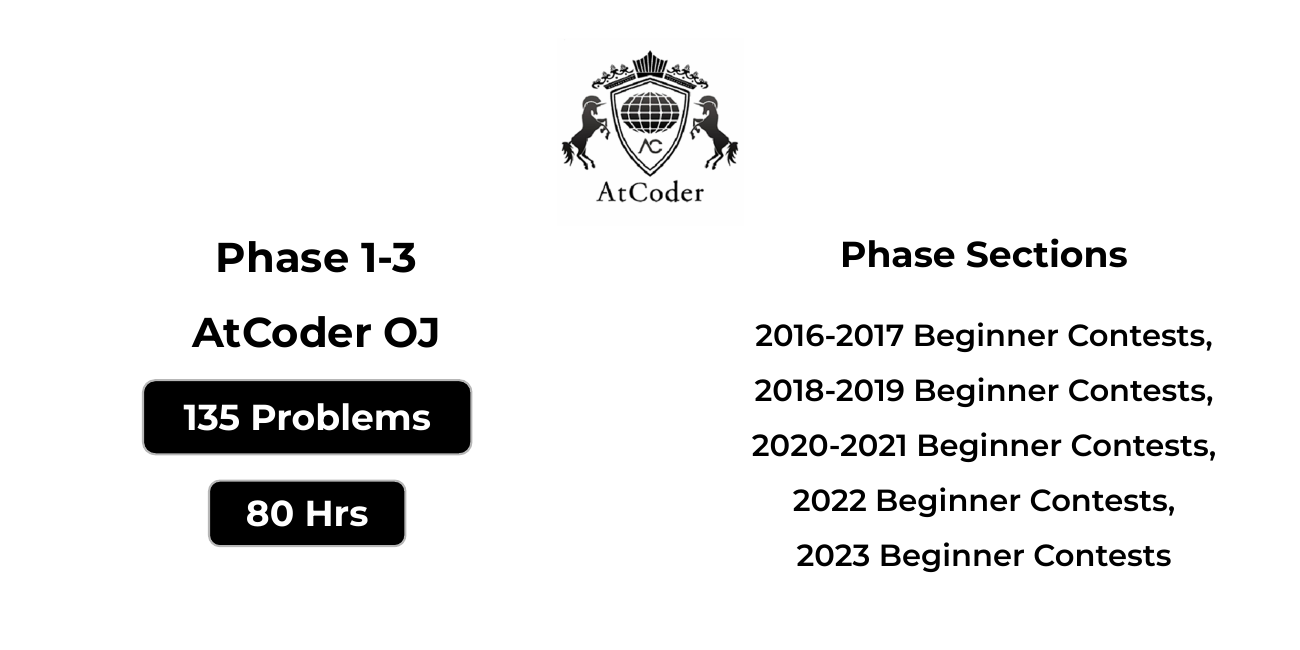 AC
AtCoder
Phase 1-3
AtCoder OJ
135 Problems
80 Hrs
Phase Sections
2016-2017 Beginner Contests,
2018-2019 Beginner Contests,
2020-2021 Beginner Contests,
2022 Beginner Contests,
2023 Beginner Contests